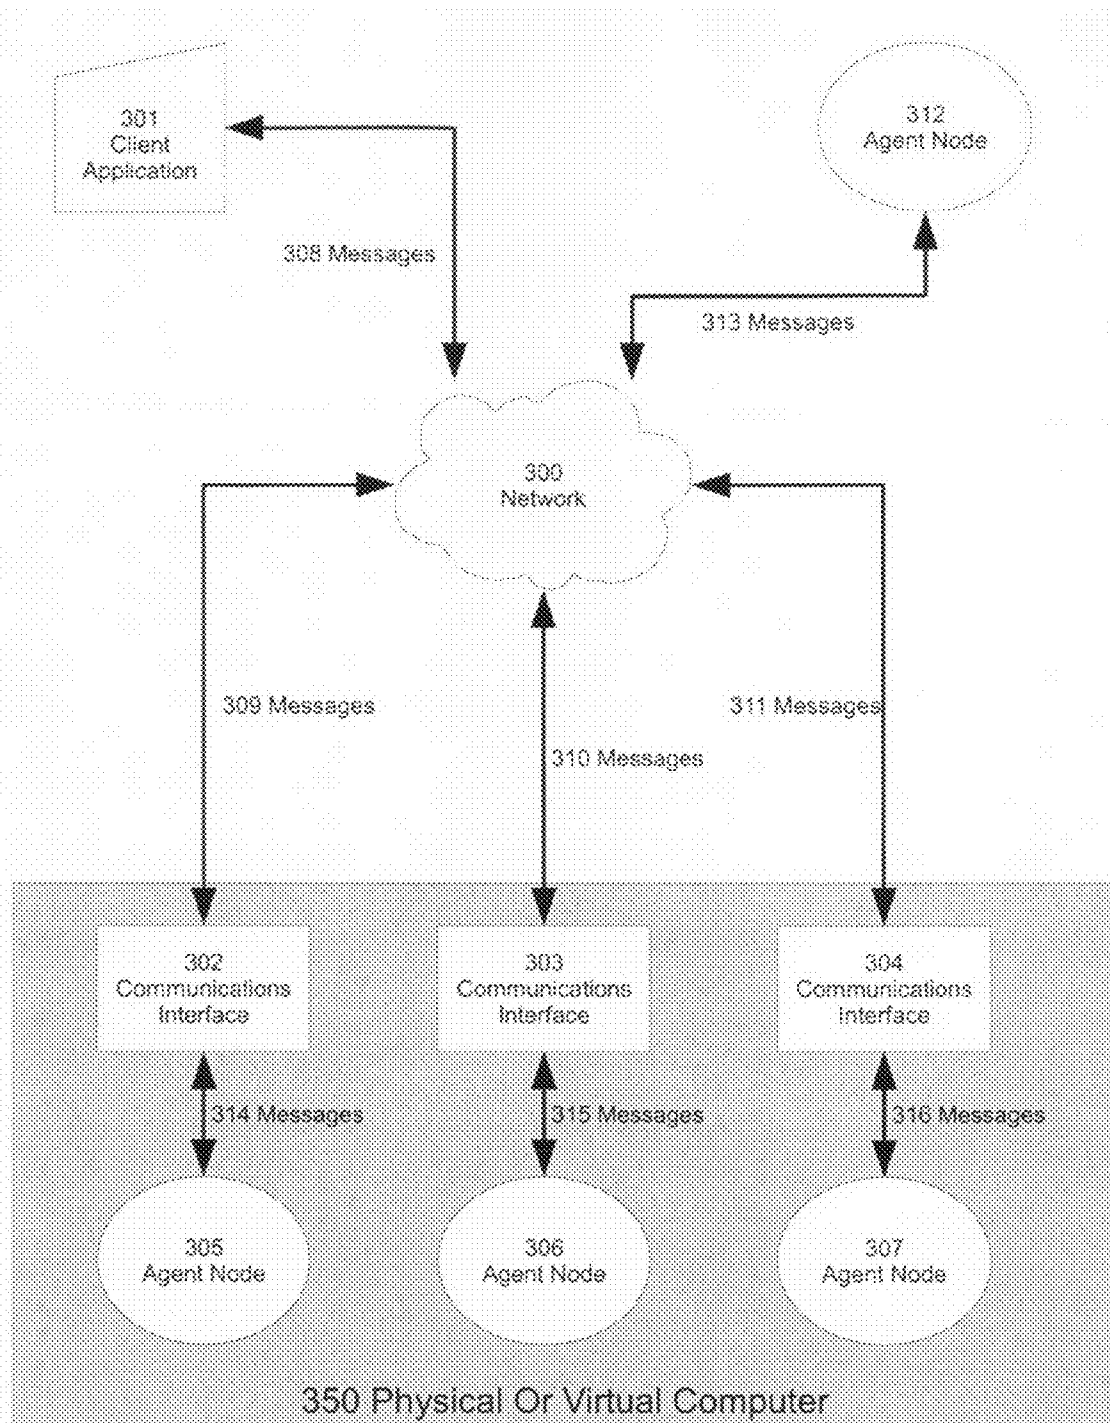 301
Client
Application
312
Agent Node
308 Messages
313 Messages
300
Network
309 Messages
311 Messages
310 Messages
302
Communications
Interface
303
Communications
Interface
304
Communications
Interface
314 Messages
315 Messages
316 Messages
305
Agent Node
306
Agent Node
307
Agent Node
350 Physical Or Virtual Computer